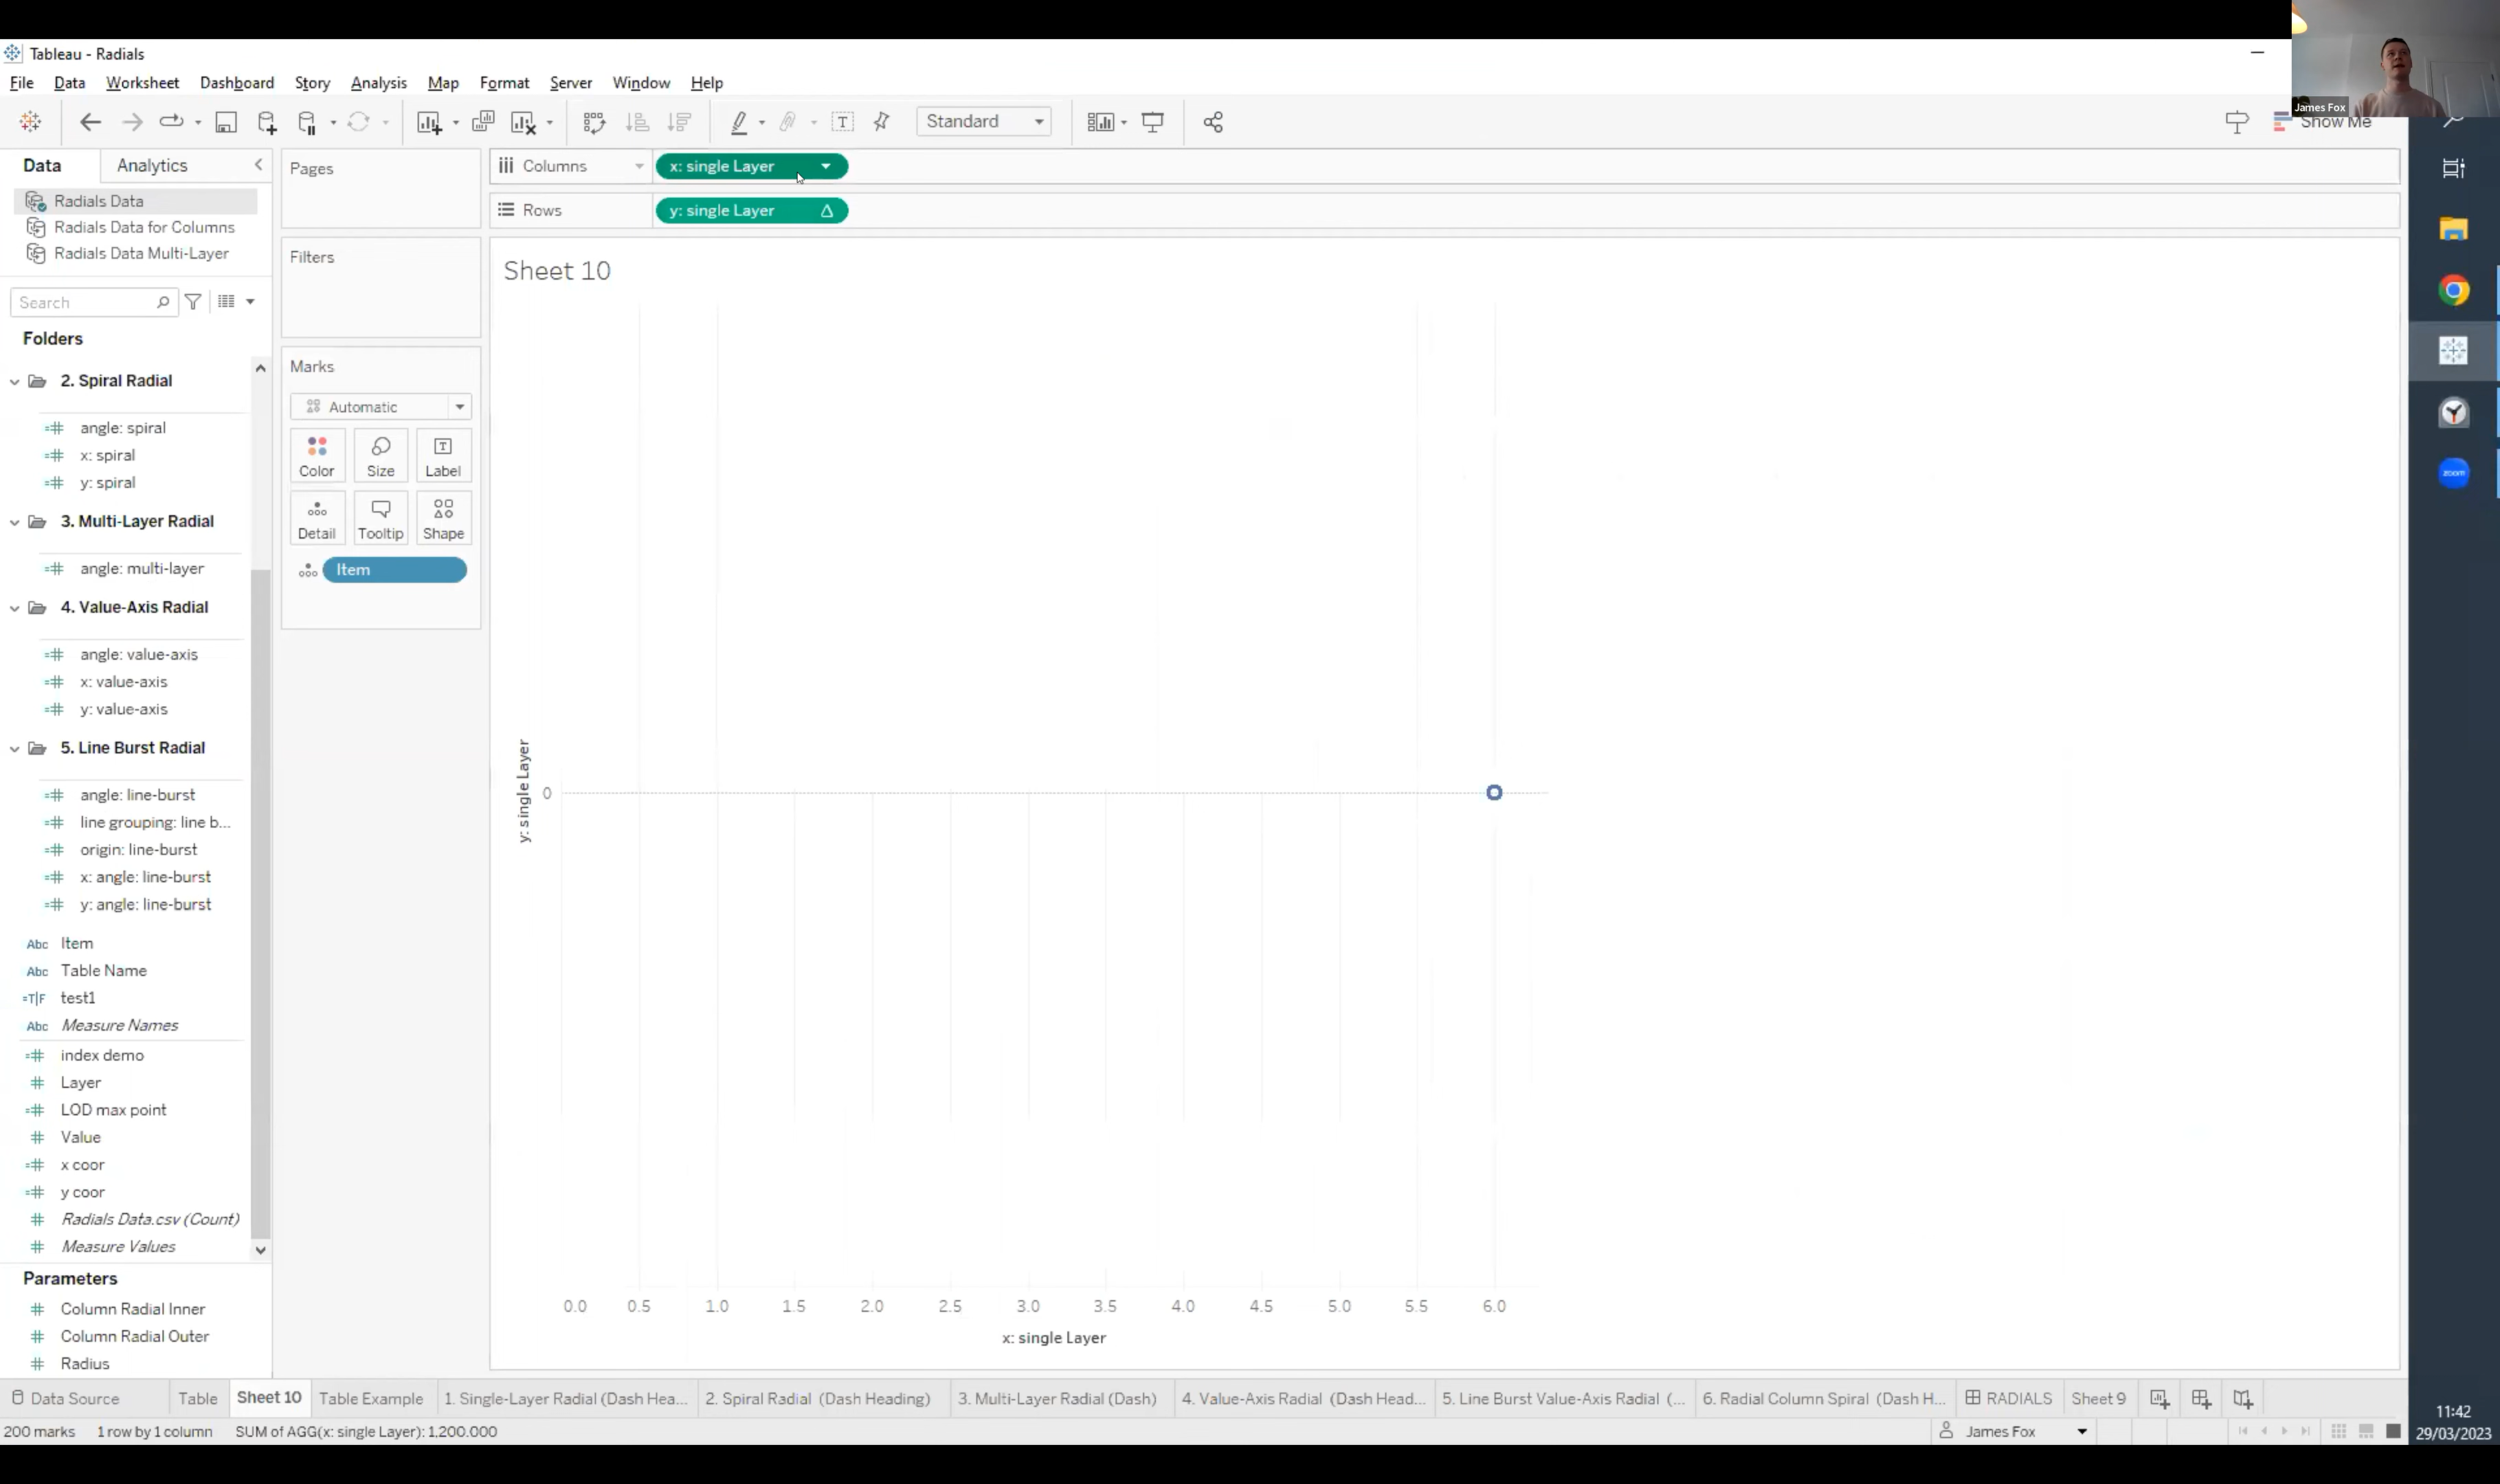 Tableau - Radials
File Data Worksheet Dashboard Story Analysis Map Format Server Window Help
James Fox
Standard
Show Me
Data Analytics
Pages
Columns
x: single Layer
Radials Data
Radials Data for Columns
Radials Data Multi-Layer
Rows
y: single Layer
Filters
Sheet 10
Search
Folders
2. Spiral Radial
angle: spiral
x: spiral
y: spiral
3. Multi-Layer Radial
angle: multi-layer
4. Value-Axis Radial
angle: value-axis
x: value-axis
y: value-axis
5. Line Burst Radial
angle: line-burst
line grouping: line b...
origin: line-burst
x: angle: line-burst
y: angle: line-burst
Abc Item
Abc Table Name
=T|F test1
Abc Measure Names
index demo
Layer
LOD max point
Value
x coor
y coor
Radials Data.csv (Count)
Measure Values
Parameters
Column Radial Inner
Column Radial Outer
Radius
Marks
Automatic
Color Size Label
Detail Tooltip Shape
Item
y: single Layer
0
0.0 0.5 1.0 1.5 2.0 2.5 3.0 3.5 4.0 4.5 5.0 5.5 6.0
x: single Layer
zoom
Data Source Table Sheet 10 Table Example 1. Single-Layer Radial (Dash Hea... 2. Spiral Radial (Dash Heading) 3. Multi-Layer Radial (Dash) 4. Value-Axis Radial (Dash Head... 5. Line Burst Value-Axis Radial (... 6. Radial Column Spiral (Dash H... RADIALS Sheet 9
200 marks 1 row by 1 column SUM of AGG(x: single Layer): 1,200.000
James Fox
11:42
29/03/2023